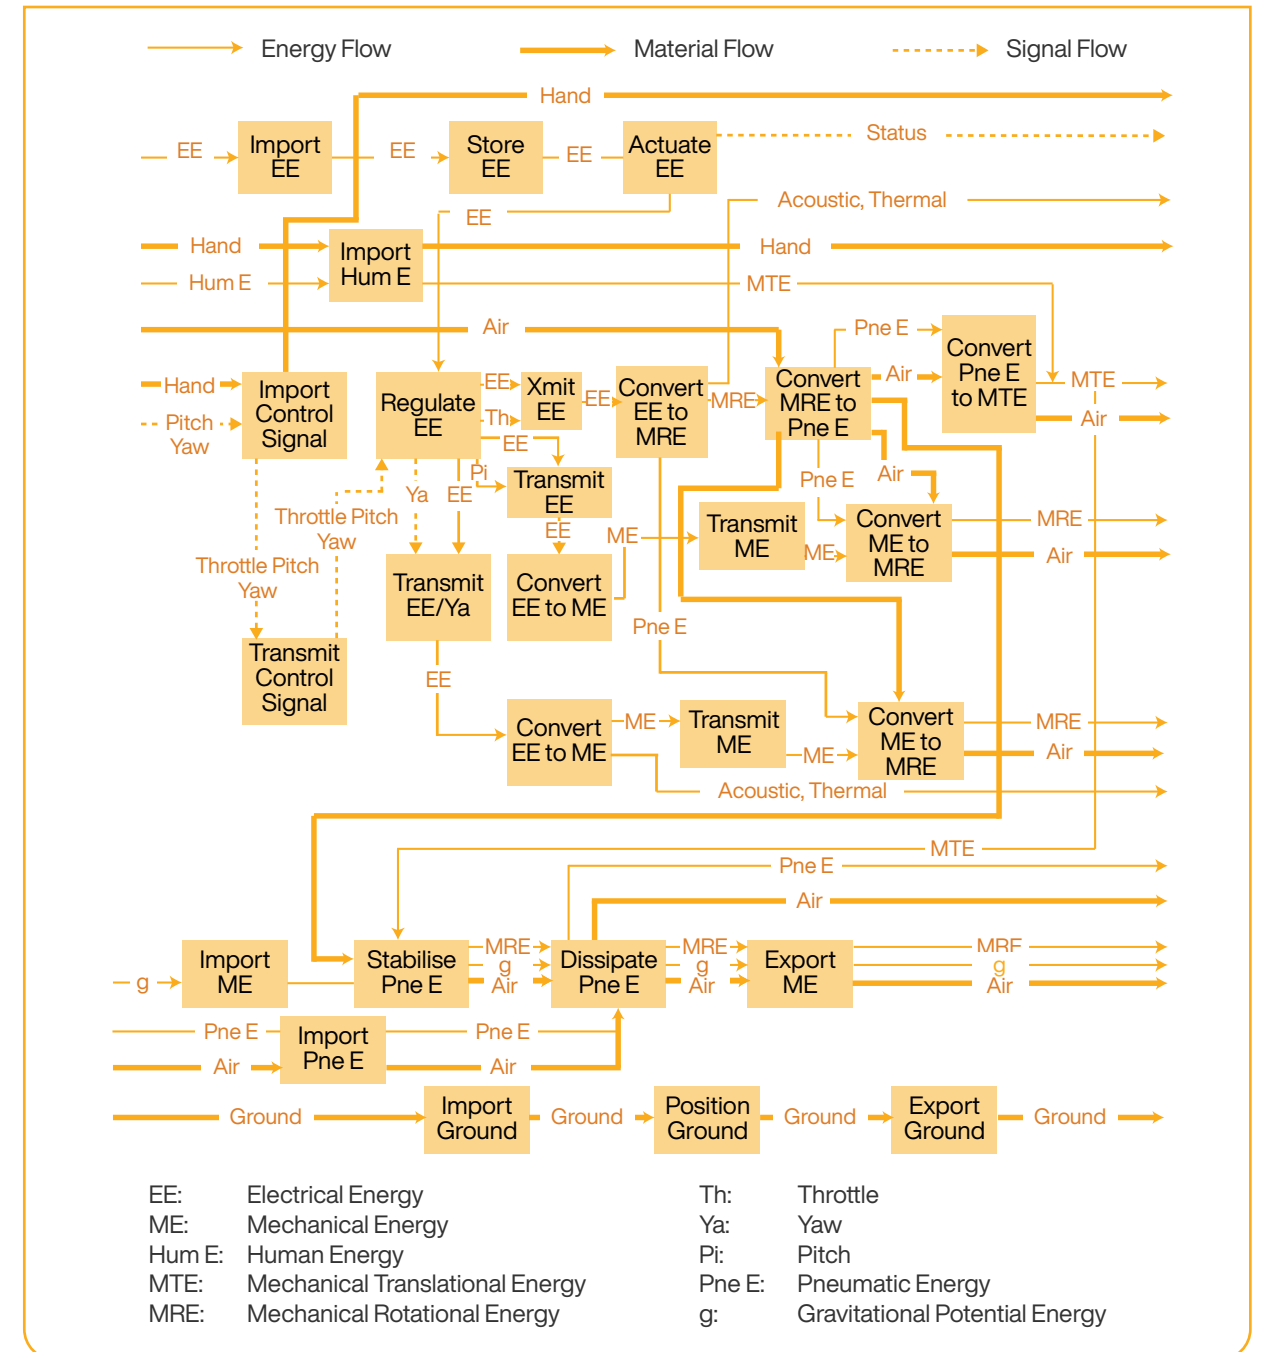 Energy Flow
Material Flow
Signal Flow
Hand
EE
Import
EE
EE
Store
EE
EE
Actuate
EE
Status
Acoustic, Thermal
EE
Hand
Import
Hum E
Hand
Hum E
MTE
Air
Pne E
Convert
Pne E
to MTE
MTE
Air
Hand
Pitch
Yaw
Import
Control
Signal
Regulate
EE
EE
Th
Xmit
EE
EE
Convert
EE to
MRE
MRE
Convert
MRE to
Pne E
Air
EE
Pi
Ya
EE
Transmit
EE
Pne E
Air
Throttle Pitch
Yaw
Throttle Pitch
Yaw
EE
ME
Transmit
ME
ME
Convert
ME to
MRE
MRE
Air
Transmit
EE/Ya
Convert
EE to ME
Pne E
Transmit
Control
Signal
EE
Convert
EE to ME
ME
Transmit
ME
ME
Convert
ME to
MRE
MRE
Air
Acoustic, Thermal
MTE
Pne E
Air
g
Import
ME
Stabilise
Pne E
MRE
g
Air
Dissipate
Pne E
MRE
g
Air
Export
ME
MRE
g
Air
Pne E
Import
Pne E
Pne E
Air
Air
Ground
Import
Ground
Ground
Position
Ground
Ground
Export
Ground
Ground
EE: Electrical Energy
ME: Mechanical Energy
Hum E: Human Energy
MTE: Mechanical Translational Energy
MRE: Mechanical Rotational Energy
Th: Throttle
Ya: Yaw
Pi: Pitch
Pne E: Pneumatic Energy
g: Gravitational Potential Energy